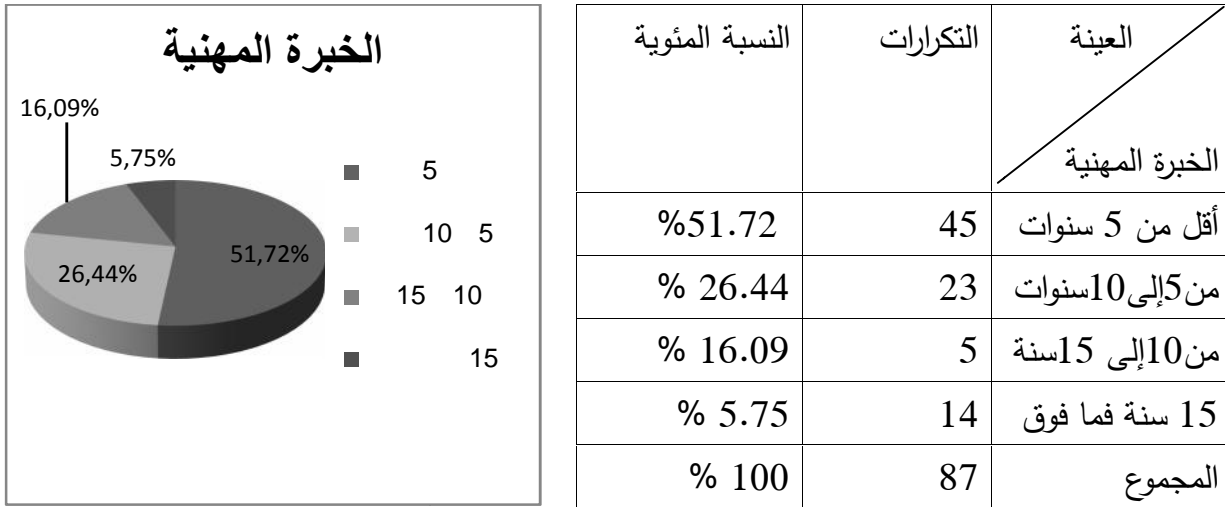 الخبرة المهنية
16,09%
5,75%
51,72%
26,44%
5
10 5
15 10
15
العينة التكرارات النسبة المئوية
الخبرة المهنية
أقل من 5 سنوات 45 51.72%
من5إلى10سنوات 23 26.44 %
من10إلى 15سنة 5 16.09 %
15 سنة فما فوق 14 5.75 %
المجموع 87 100 %